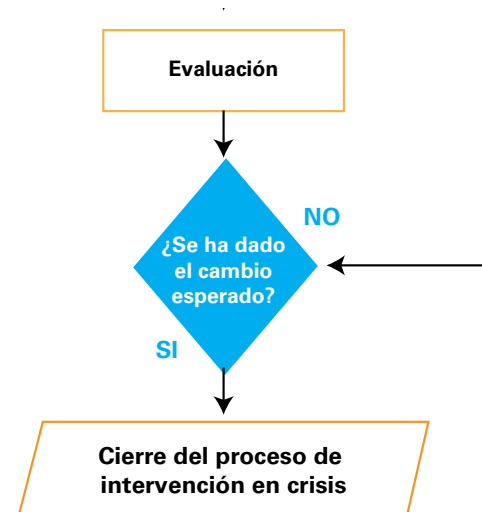 Evaluación
NO
¿Se ha dado
el cambio
esperado?
SI
Cierre del proceso de
intervención en crisis